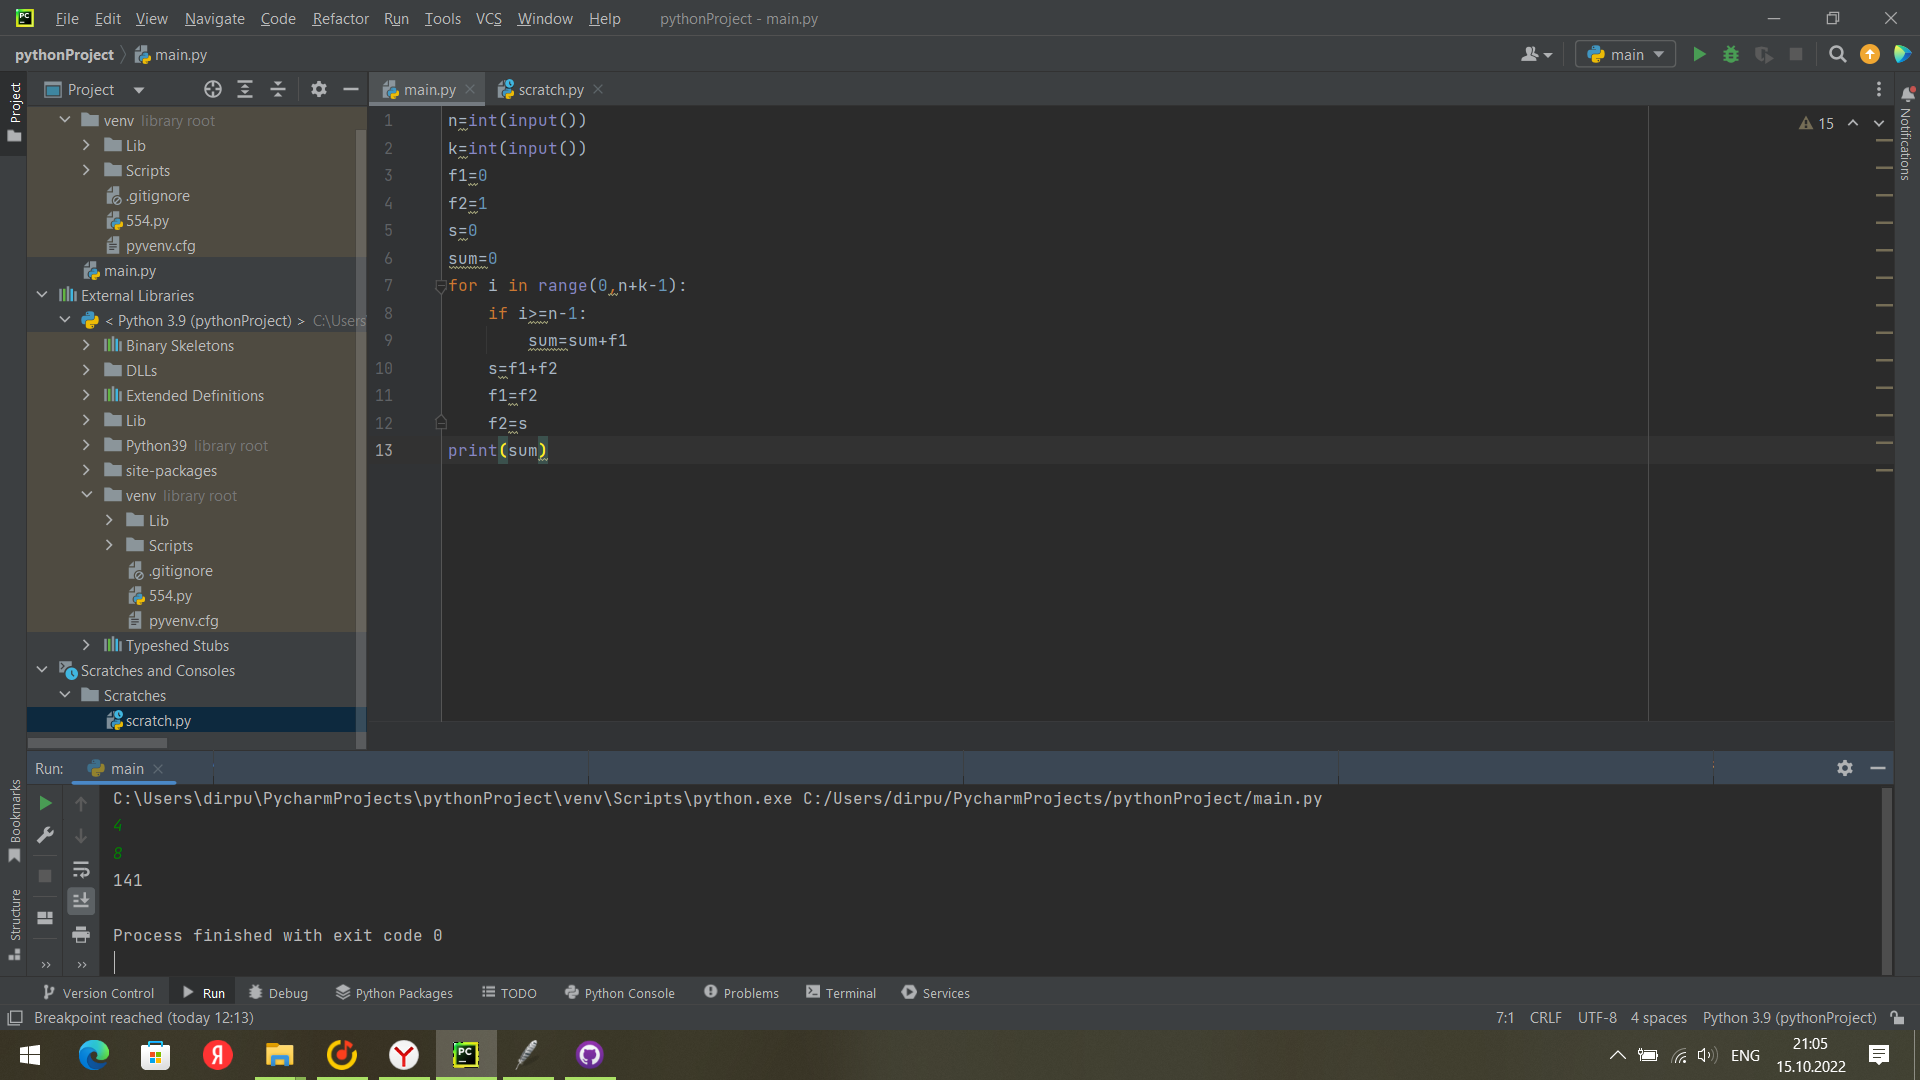 File Edit View Navigate Code Refactor Run Tools VCS Window Help pythonProject - main.py
pythonProject main.py main
Project main.py scratch.py
Project
Notifications
Bookmarks
Structure
venv library root
Lib
Scripts
.gitignore
554.py
pyvenv.cfg
main.py
External Libraries
< Python 3.9 (pythonProject) > C:\Users
Binary Skeletons
DLLs
Extended Definitions
Lib
Python39 library root
site-packages
venv library root
Lib
Scripts
.gitignore
554.py
pyvenv.cfg
Typeshed Stubs
Scratches and Consoles
Scratches
scratch.py
15
1 n=int(input())
2 k=int(input())
3 f1=0
4 f2=1
5 s=0
6 sum=0
7 for i in range(0,n+k-1):
8     if i>=n-1:
9         sum=sum+f1
10     s=f1+f2
11     f1=f2
12     f2=s
13 print(sum)
Run: main
C:\Users\dirpu\PycharmProjects\pythonProject\venv\Scripts\python.exe C:/Users/dirpu/PycharmProjects/pythonProject/main.py
4
8
141
Process finished with exit code 0
Version Control Run Debug Python Packages TODO Python Console Problems Terminal Services
Breakpoint reached (today 12:13) 7:1 CRLF UTF-8 4 spaces Python 3.9 (pythonProject)
Я Y PC ENG 21:05
15.10.2022